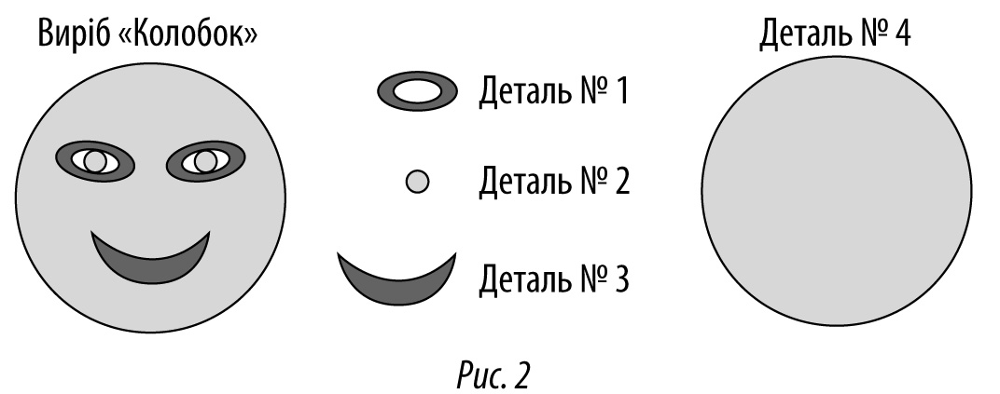 Виріб «Колобок»
Деталь № 1
Деталь № 2
Деталь № 3
Деталь № 4
Рис. 2